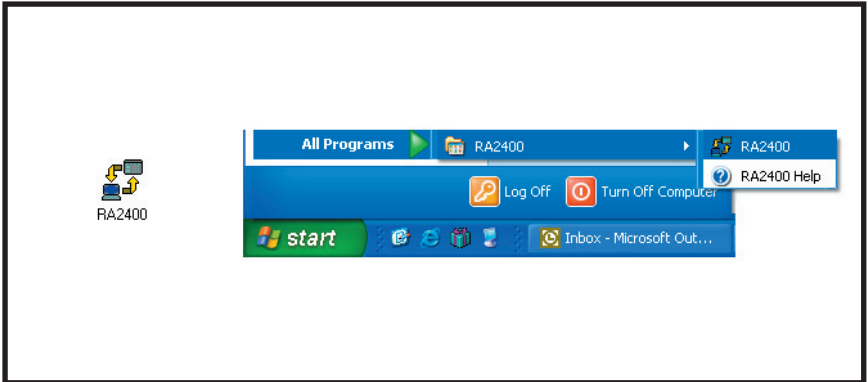 RA2400
All Programs
RA2400
RA2400
RA2400 Help
Log Off
Turn Off Computer
start
Inbox - Microsoft Out...